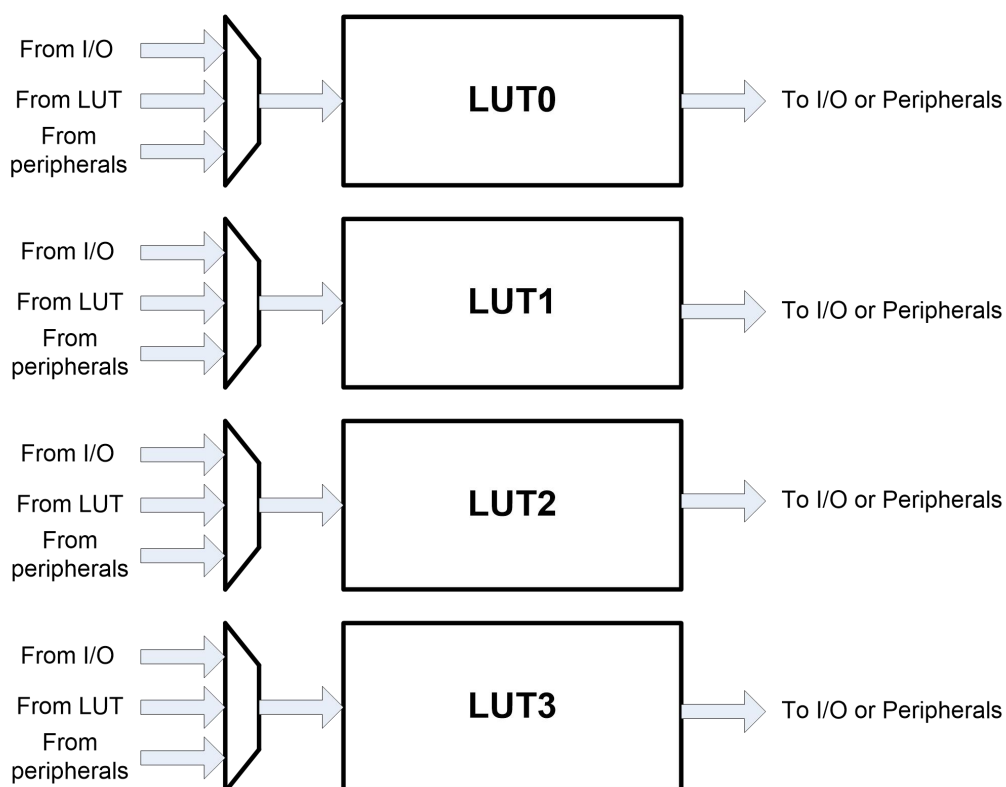 From I/O
From LUT
From
peripherals
LUT0
To I/O or Peripherals
From I/O
From LUT
From
peripherals
LUT1
To I/O or Peripherals
From I/O
From LUT
From
peripherals
LUT2
To I/O or Peripherals
From I/O
From LUT
From
peripherals
LUT3
To I/O or Peripherals